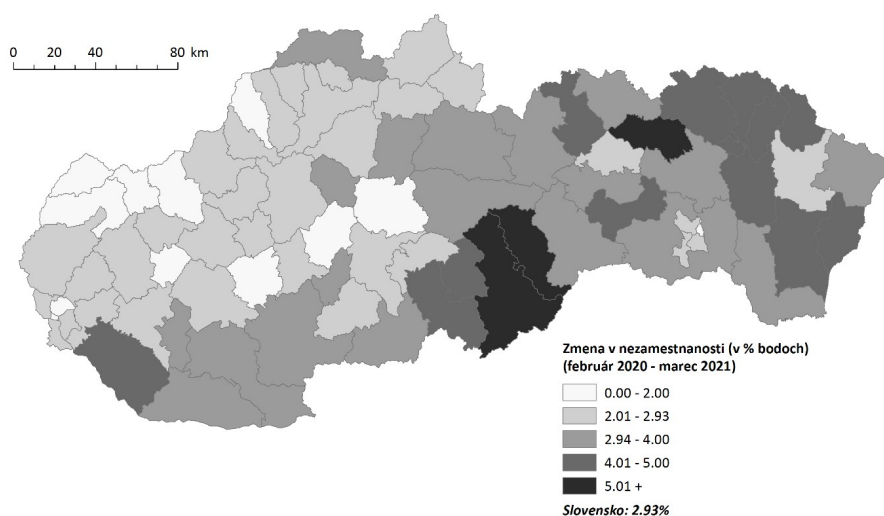 0 20 40 80 km
Zmena v nezamestnanosti (v % bodoch)
(február 2020 - marec 2021)
0.00 - 2.00
2.01 - 2.93
2.94 - 4.00
4.01 - 5.00
5.01 +
Slovensko: 2.93%